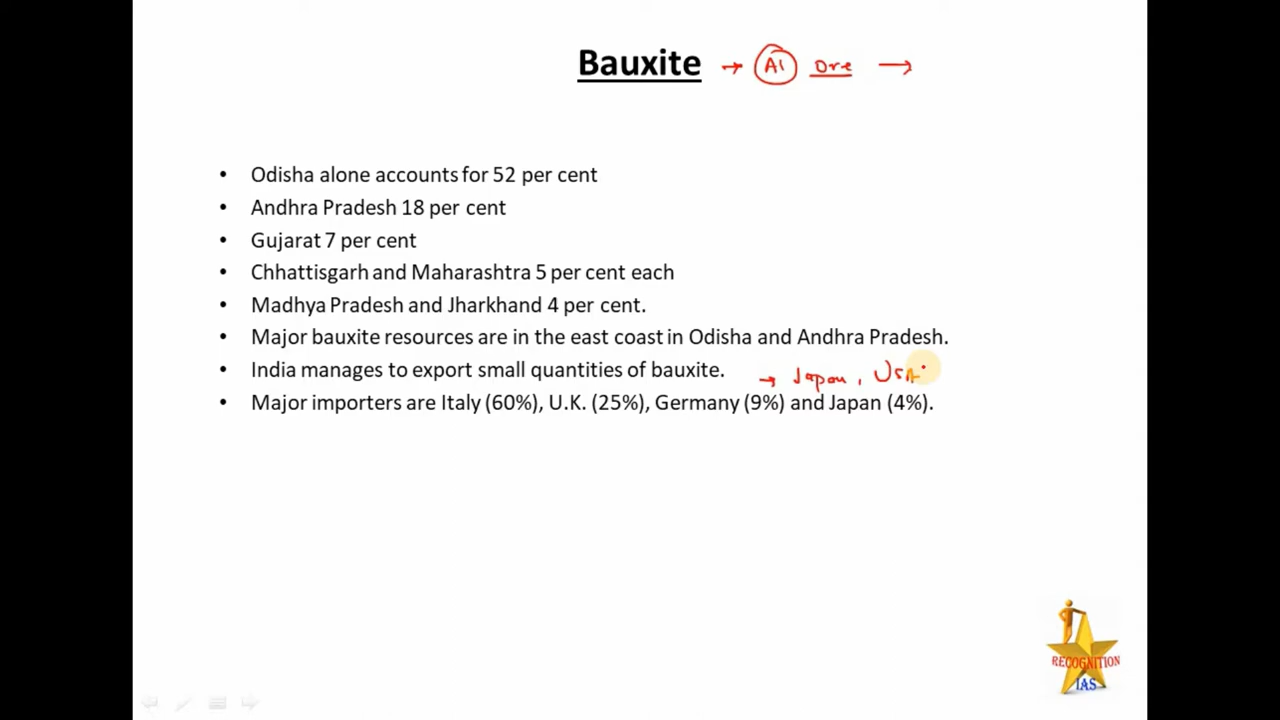 Bauxite → Al Ore →
• Odisha alone accounts for 52 per cent
• Andhra Pradesh 18 per cent
• Gujarat 7 per cent
• Chhattisgarh and Maharashtra 5 per cent each
• Madhya Pradesh and Jharkhand 4 per cent.
• Major bauxite resources are in the east coast in Odisha and Andhra Pradesh.
• India manages to export small quantities of bauxite. → Japan, USA
• Major importers are Italy (60%), U.K. (25%), Germany (9%) and Japan (4%).
RECOGNITION
IAS